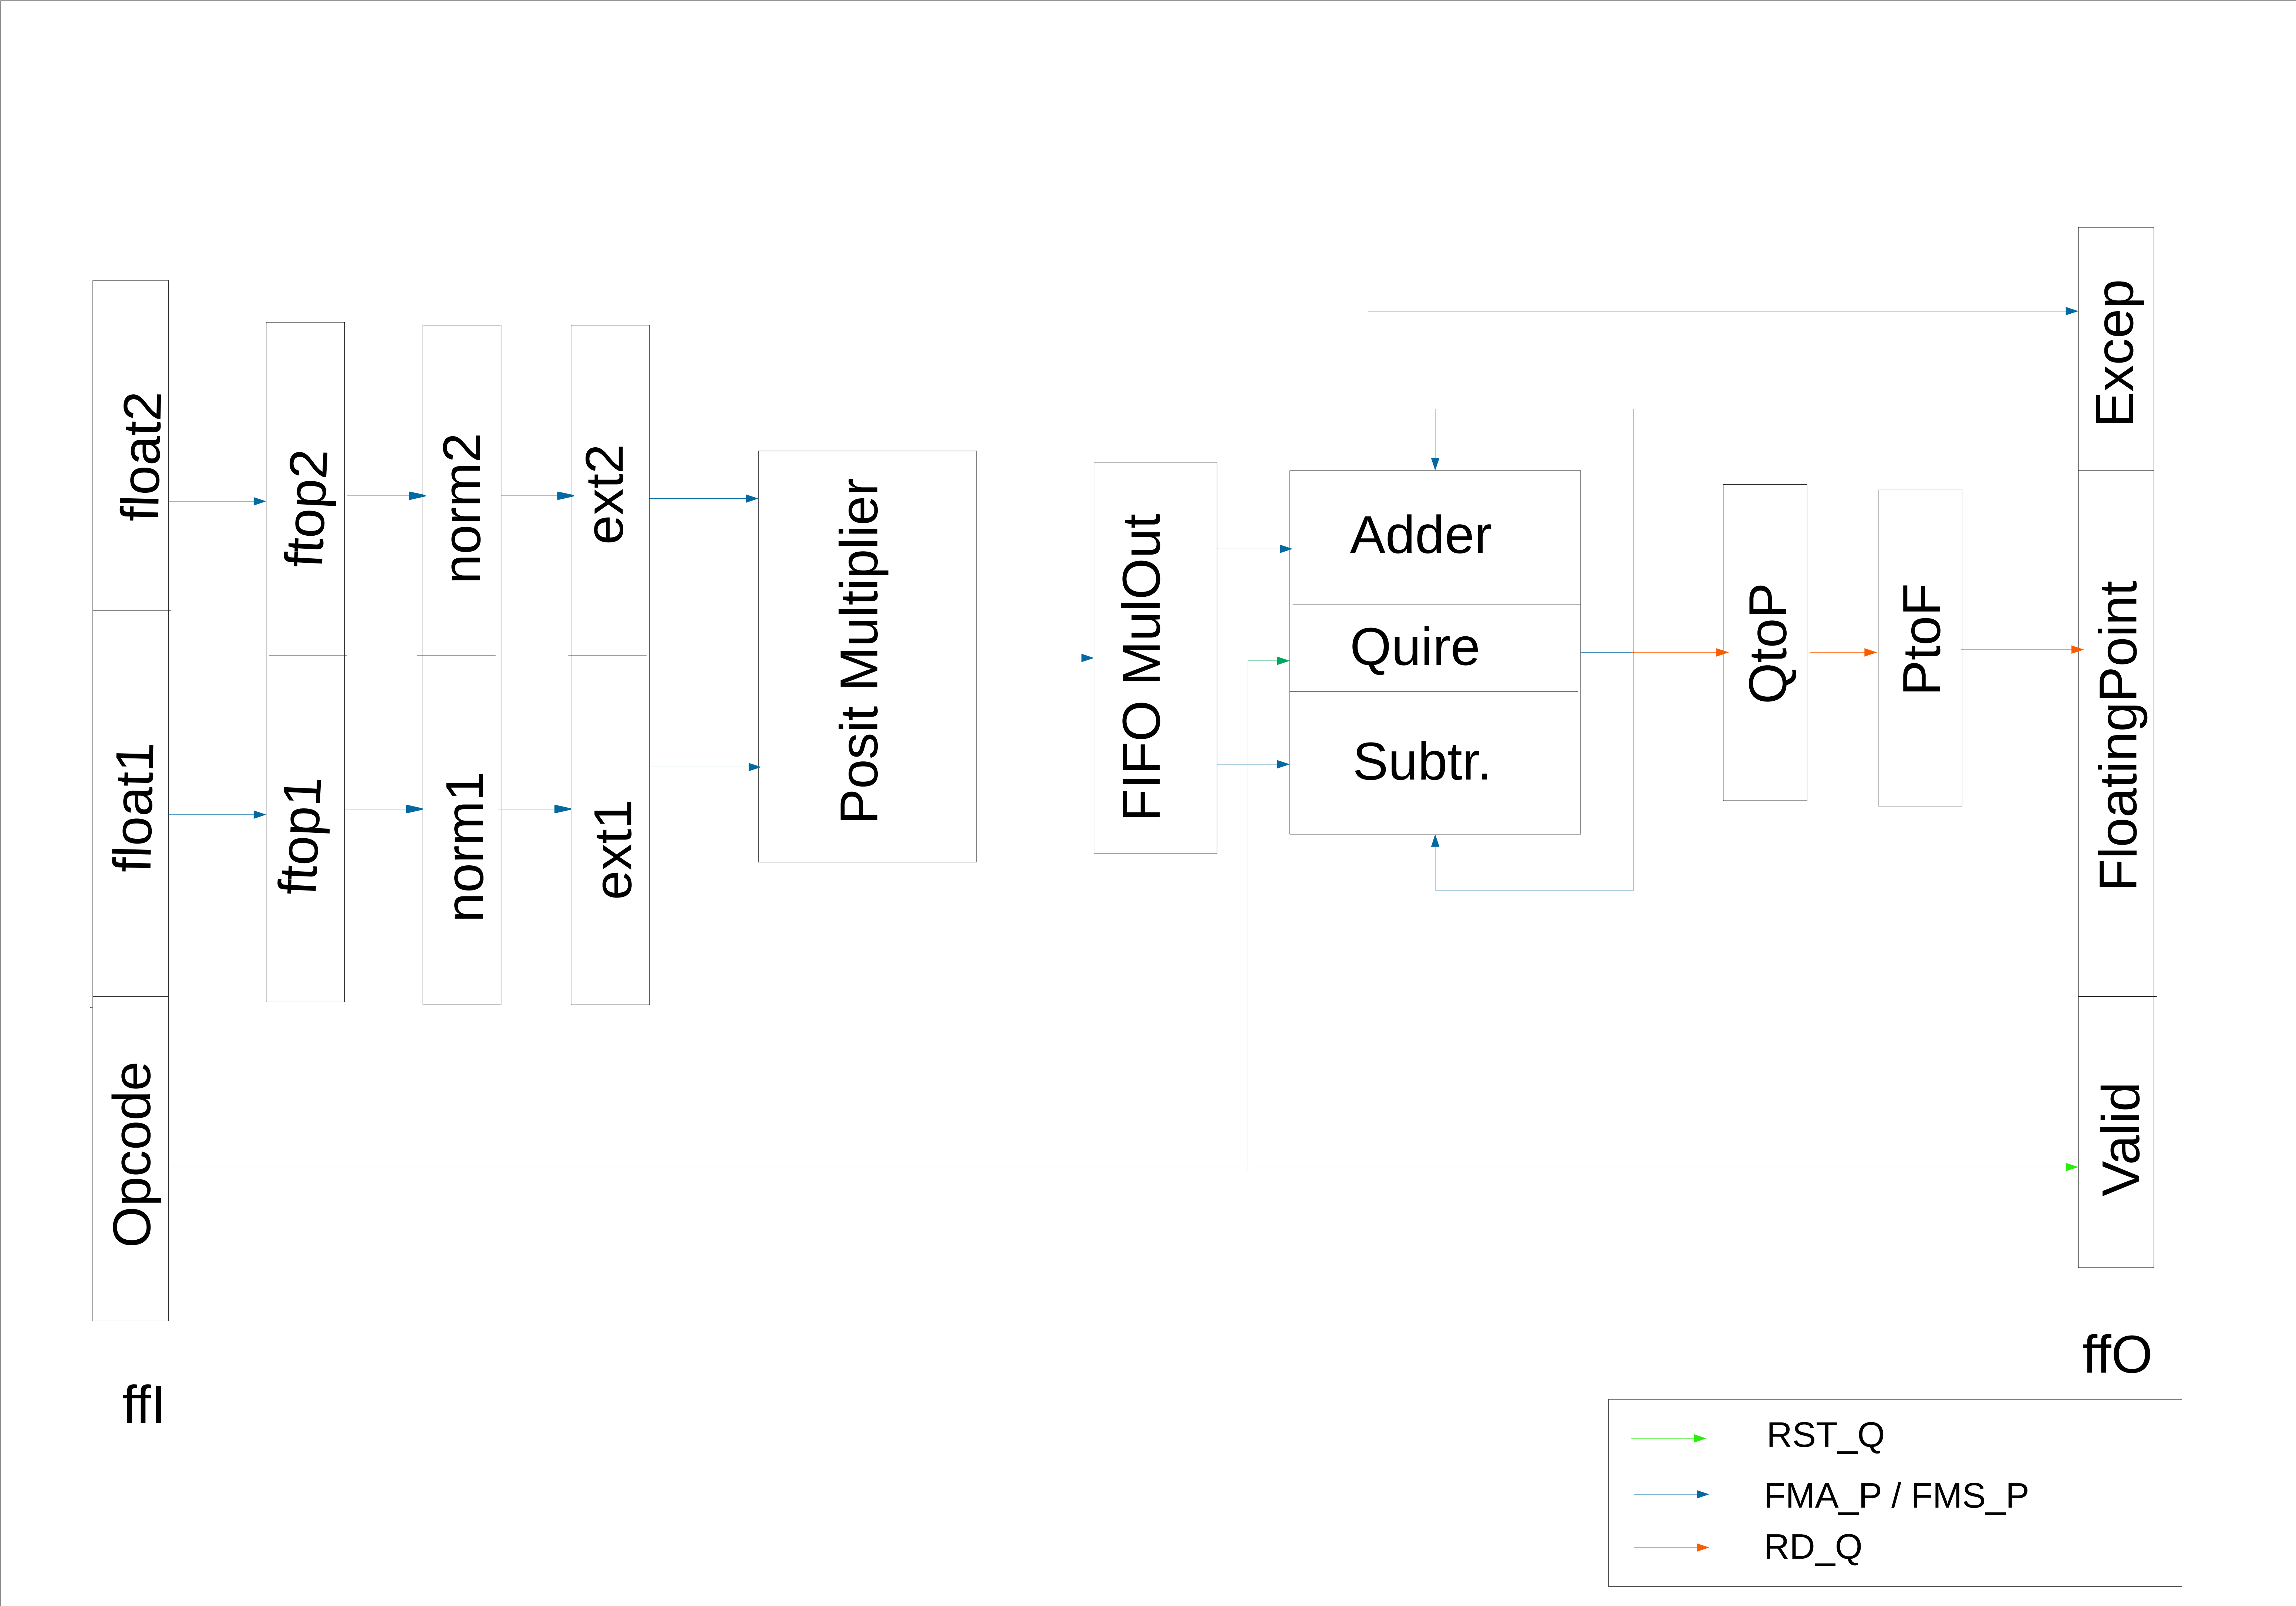 float2
float1
Opcode
ffI
ftop2
ftop1
norm2
norm1
ext2
ext1
Posit Multiplier
FIFO MulOut
Adder
Quire
Subtr.
QtoP
PtoF
Excep
FloatingPoint
Valid
ffO
RST_Q
FMA_P / FMS_P
RD_Q